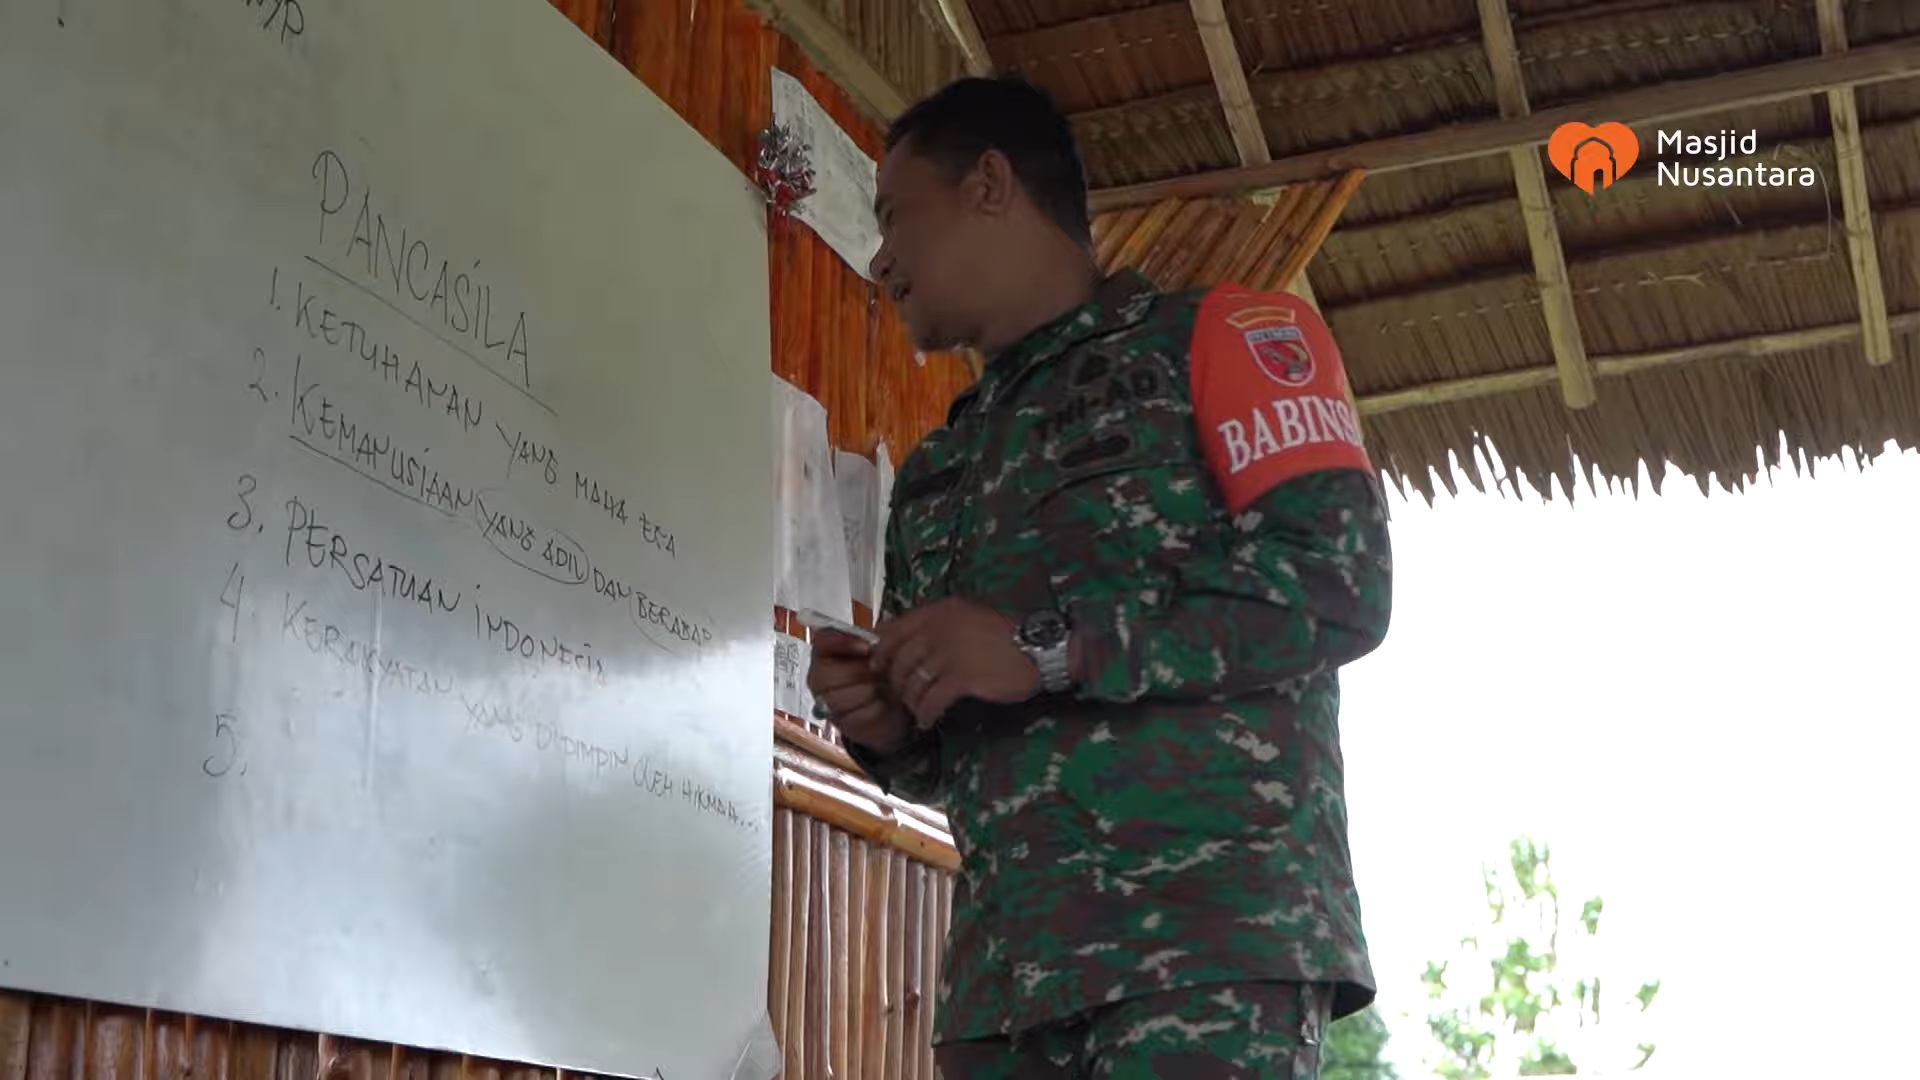 PANCASILA
1. KETUHANAN YANG MAHA ESA
2. KEMANUSIAAN YANG ADIL DAN BERADAB
3. PERSATUAN INDONESIA
4. KERAKYATAN YANG DIPIMPIN OLEH HIKMAH...
5.
TNI-AD
BABINSA
Masjid
Nusantara